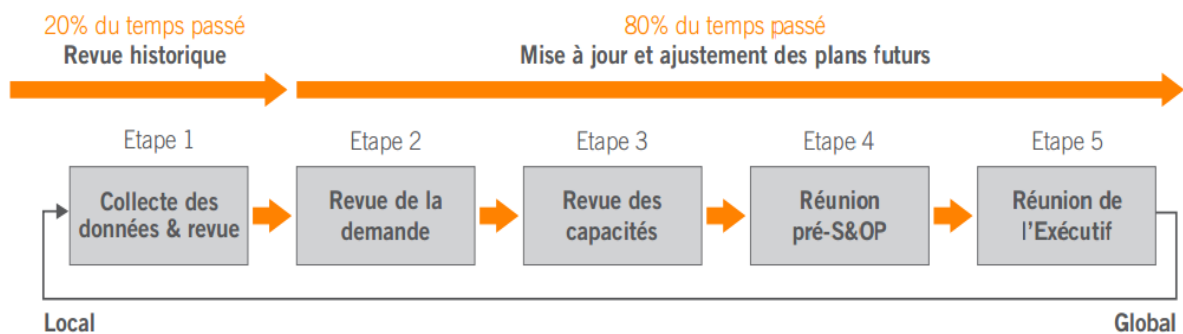 20% du temps passé
Revue historique
80% du temps passé
Mise à jour et ajustement des plans futurs
Etape 1
Etape 2
Etape 3
Etape 4
Etape 5
Collecte des
données & revue
Revue de la
demande
Revue des
capacités
Réunion
pré-S&OP
Réunion de
l'Exécutif
Local
Global